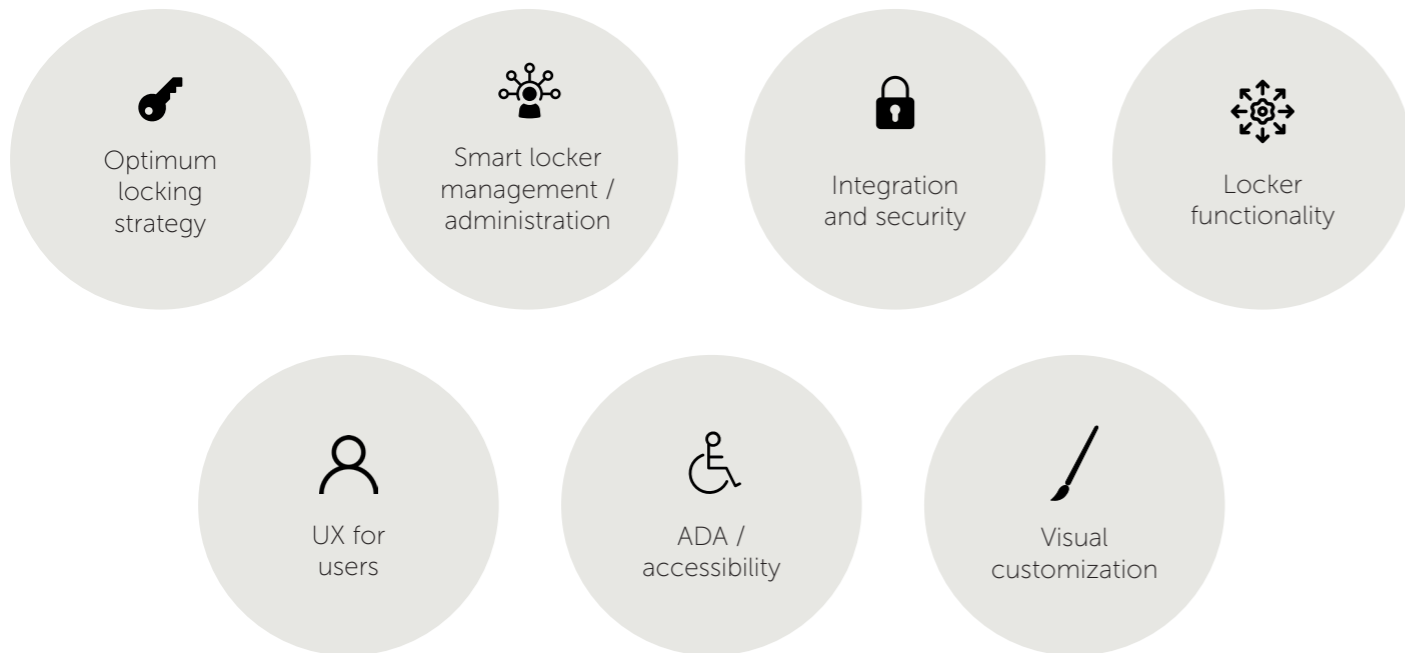 Optimum
locking
strategy
Smart locker
management /
administration
Integration
and security
Locker
functionality
UX for
users
ADA /
accessibility
Visual
customization